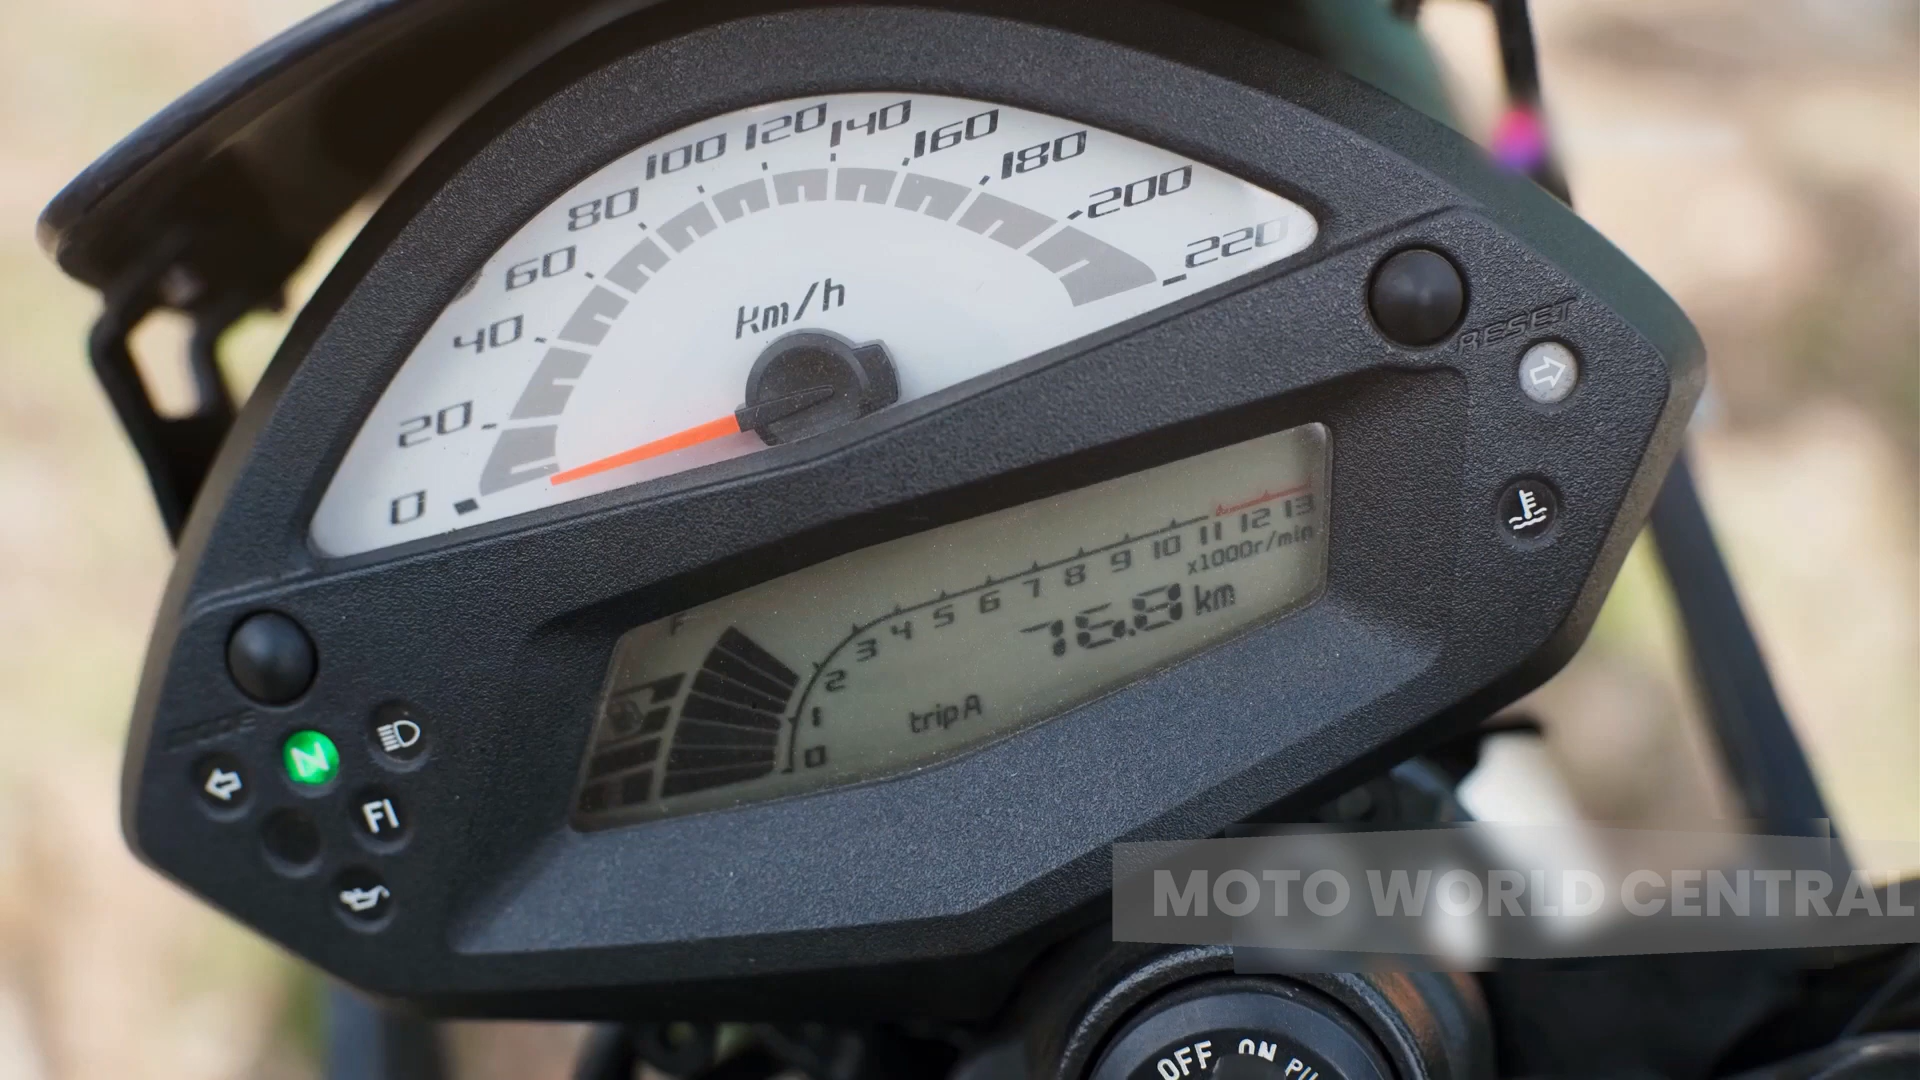 0 20 40 60 80 100 120 140 160 180 200 220
km/h
RESET
F
0 1 2 3 4 5 6 7 8 9 10 11 12 13
x1000r/min
76.8 km
trip A
N
FI
MOTO WORLD CENTRAL
OFF ON